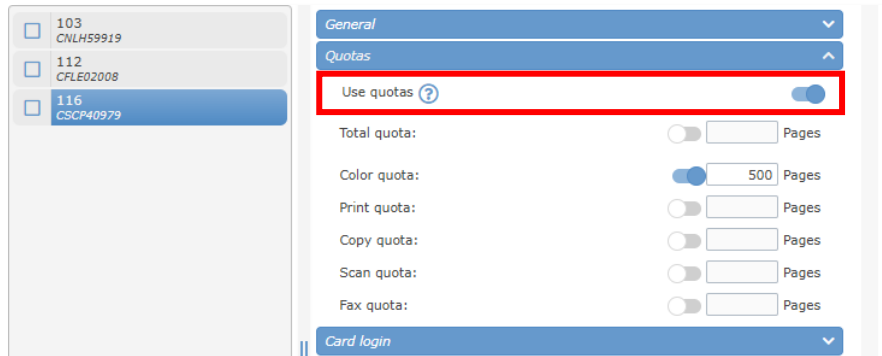 103
CNLH59919
112
CFLE02008
116
CSCP40979
General
Quotas
Use quotas ?
Total quota: Pages
Color quota: 500 Pages
Print quota: Pages
Copy quota: Pages
Scan quota: Pages
Fax quota: Pages
Card login